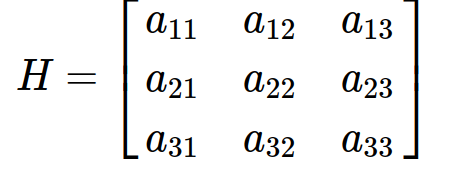 H = [ a₁₁ a₁₂ a₁₃
a₂₁ a₂₂ a₂₃
a₃₁ a₃₂ a₃₃ ]